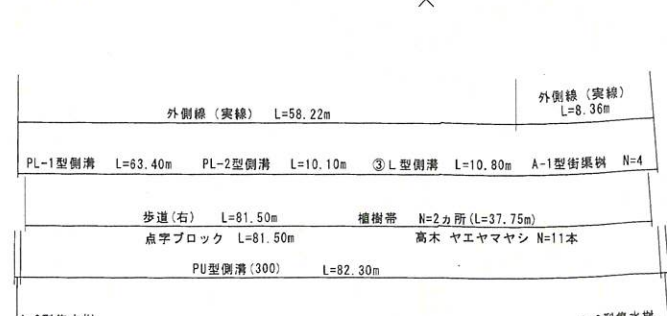 外側線（実線）
外側線（実線） L=58.22m
L=8.36m
PL-1型側溝 L=63.40m PL-2型側溝 L=10.10m ③L型側溝 L=10.80m A-1型街渠桝 N=4
歩道(右) L=81.50m 植樹帯 N=2ヵ所(L=37.75m)
点字ブロック L=81.50m 高木 ヤエヤマヤシ N=11本
PU型側溝(300) L=82.30m